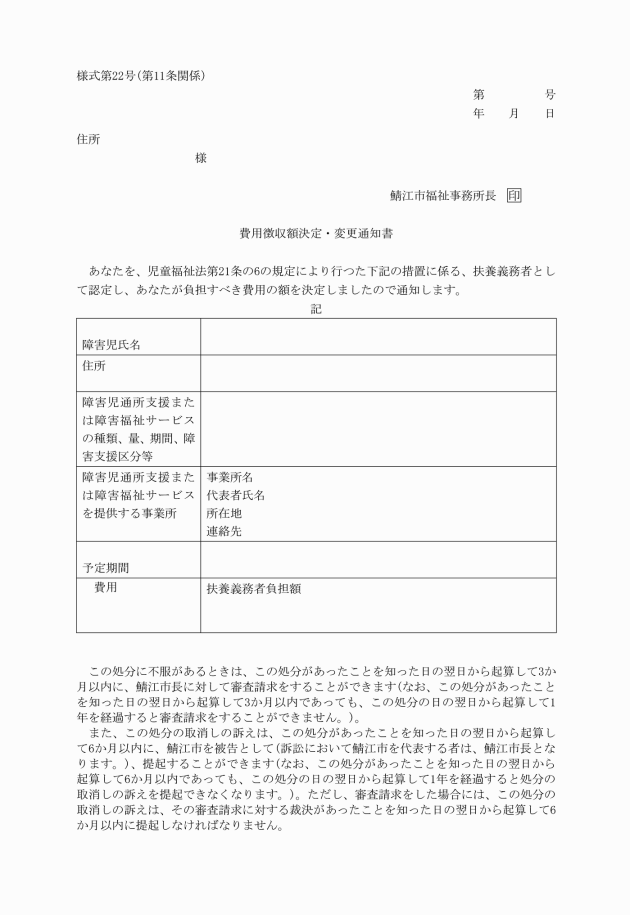 様式第22号(第11条関係)
第　　　　　号
年　　月　　日
住所
様
鯖江市福祉事務所長　印
費用徴収額決定・変更通知書
　あなたを、児童福祉法第21条の6の規定により行つた下記の措置に係る、扶養義務者とし
て認定し、あなたが負担すべき費用の額を決定しましたので通知します。
記
障害児氏名
住所
障害児通所支援また
は障害福祉サービス
の種類、量、期間、障
害支援区分等
障害児通所支援また
は障害福祉サービス
を提供する事業所
事業所名
代表者氏名
所在地
連絡先
予定期間
費用
扶養義務者負担額
　この処分に不服があるときは、この処分があったことを知った日の翌日から起算して3か
月以内に、鯖江市長に対して審査請求をすることができます(なお、この処分があったこと
を知った日の翌日から起算して3か月以内であっても、この処分の日の翌日から起算して1
年を経過すると審査請求をすることができません。)。
　また、この処分の取消しの訴えは、この処分があったことを知った日の翌日から起算し
て6か月以内に、鯖江市を被告として(訴訟において鯖江市を代表する者は、鯖江市長とな
ります。)、提起することができます(なお、この処分があったことを知った日の翌日から
起算して6か月以内であっても、この処分の日の翌日から起算して1年を経過すると処分の
取消しの訴えを提起できなくなります。)。ただし、審査請求をした場合には、この処分の
取消しの訴えは、その審査請求に対する裁決があったことを知った日の翌日から起算して6
か月以内に提起しなければなりません。